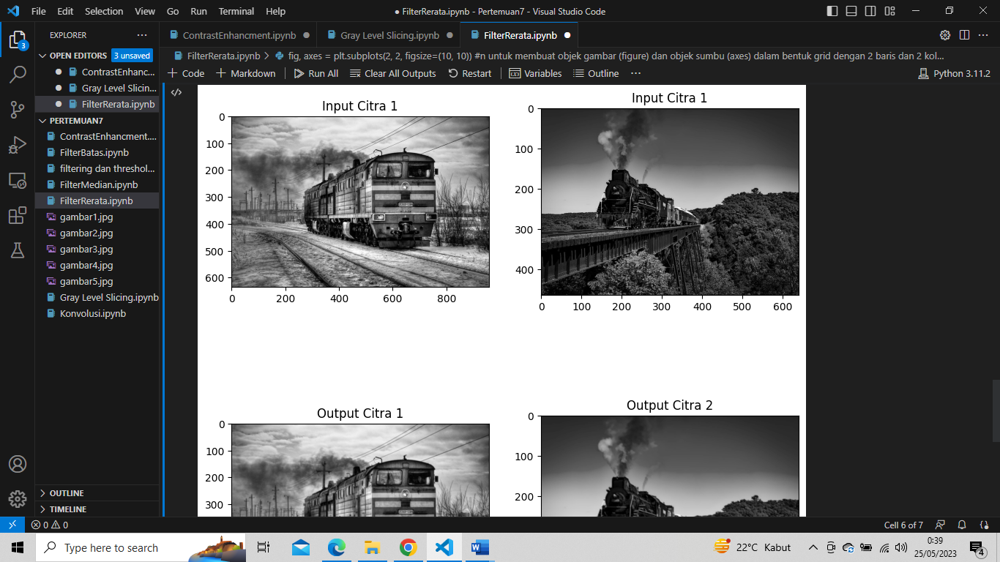 File Edit Selection View Go Run Terminal Help
● FilterRerata.ipynb - Pertemuan7 - Visual Studio Code
EXPLORER
OPEN EDITORS 3 unsaved
ContrastEnhanc...
Gray Level Slicin...
FilterRerata.ipynb
PERTEMUAN7
ContrastEnhancment....
FilterBatas.ipynb
filtering dan threshol...
FilterMedian.ipynb
FilterRerata.ipynb
gambar1.jpg
gambar2.jpg
gambar3.jpg
gambar4.jpg
gambar5.jpg
Gray Level Slicing.ipynb
Konvolusi.ipynb
OUTLINE
TIMELINE
3
ContrastEnhancment.ipynb Gray Level Slicing.ipynb FilterRerata.ipynb
FilterRerata.ipynb > fig, axes = plt.subplots(2, 2, figsize=(10, 10)) #n untuk membuat objek gambar (figure) dan objek sumbu (axes) dalam bentuk grid dengan 2 baris dan 2 kol...
+ Code + Markdown Run All Clear All Outputs Restart Variables Outline ... Python 3.11.2
Input Citra 1
0
100
200
300
400
500
600
0 200 400 600 800
Input Citra 1
0
100
200
300
400
0 100 200 300 400 500 600
Output Citra 1
0
100
200
300
Output Citra 2
0
100
200
0 0
Cell 6 of 7
Type here to search
22°C Kabut
0:39
25/05/2023
4